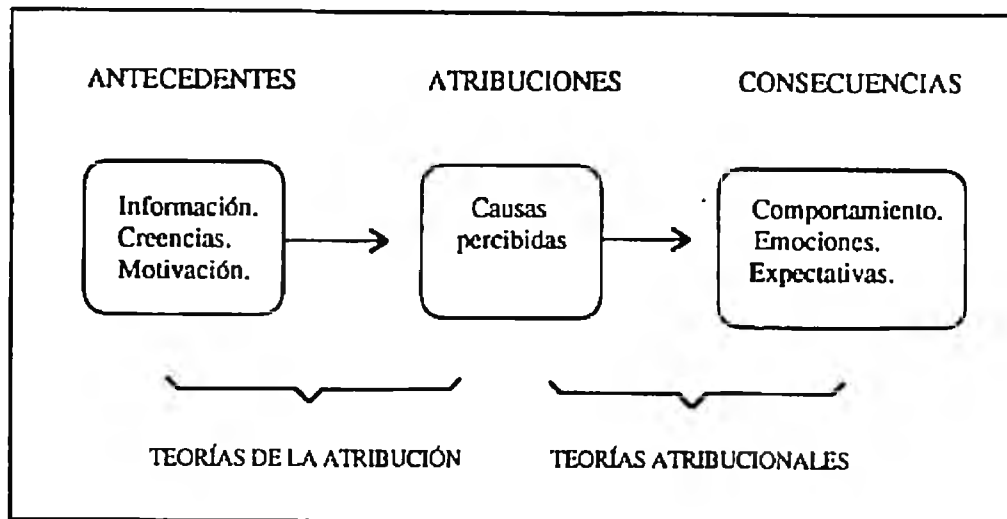 ANTECEDENTES ATRIBUCIONES CONSECUENCIAS
Información.
Creencias.
Motivación.
Causas
percibidas
Comportamiento.
Emociones.
Expectativas.
TEORÍAS DE LA ATRIBUCIÓN TEORÍAS ATRIBUCIONALES